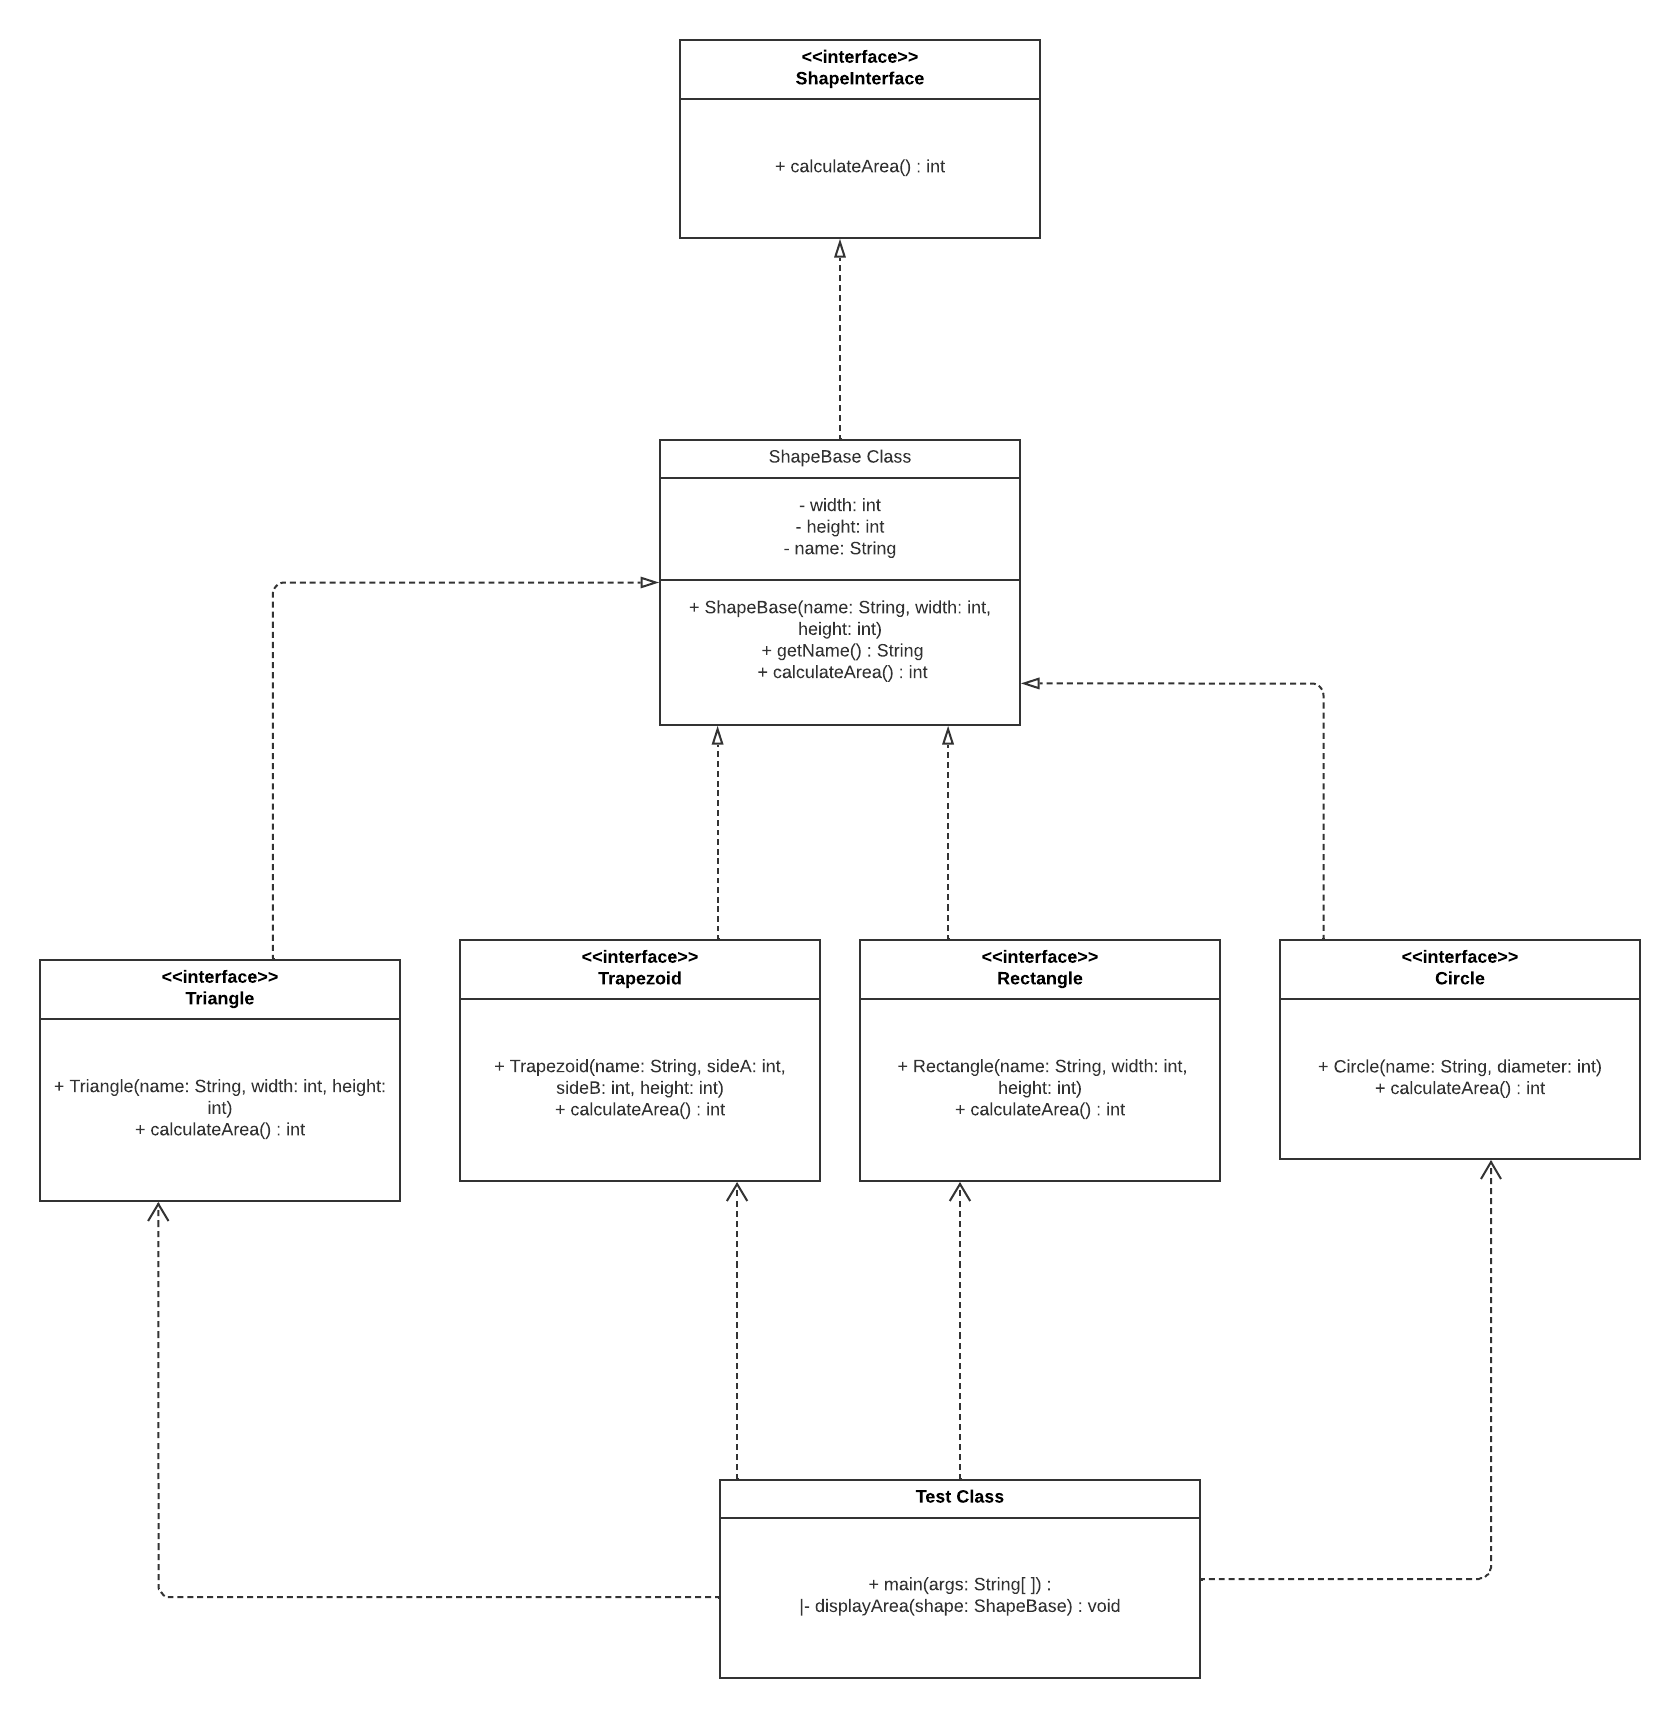 <<interface>>
ShapeInterface
+ calculateArea() : int
ShapeBase Class
- width: int
- height: int
- name: String
+ ShapeBase(name: String, width: int,
height: int)
+ getName() : String
+ calculateArea() : int
<<interface>>
Triangle
+ Triangle(name: String, width: int, height:
int)
+ calculateArea() : int
<<interface>>
Trapezoid
+ Trapezoid(name: String, sideA: int,
sideB: int, height: int)
+ calculateArea() : int
<<interface>>
Rectangle
+ Rectangle(name: String, width: int,
height: int)
+ calculateArea() : int
<<interface>>
Circle
+ Circle(name: String, diameter: int)
+ calculateArea() : int
Test Class
+ main(args: String[ ]) :
|- displayArea(shape: ShapeBase) : void